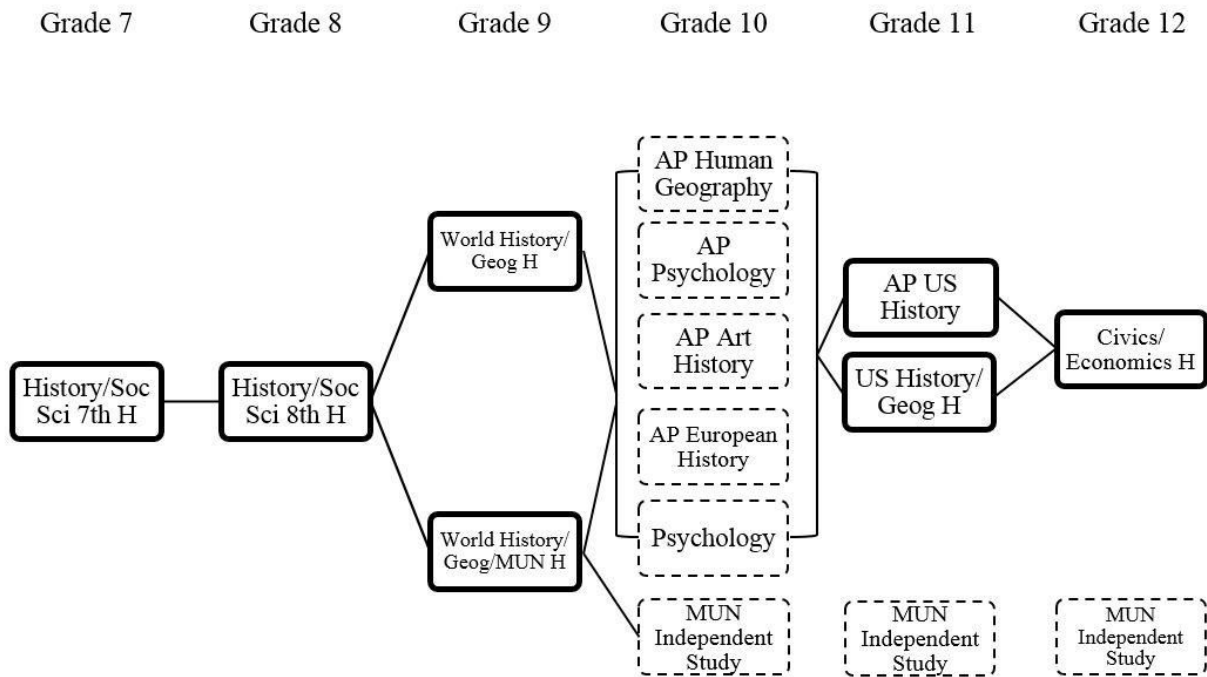 Grade 7
Grade 8
Grade 9
Grade 10
Grade 11
Grade 12
History/Soc
Sci 7th H
History/Soc
Sci 8th H
World History/
Geog H
World History/
Geog/MUN H
AP Human
Geography
AP
Psychology
AP Art
History
AP European
History
Psychology
MUN
Independent
Study
AP US
History
US History/
Geog H
MUN
Independent
Study
Civics/
Economics H
MUN
Independent
Study